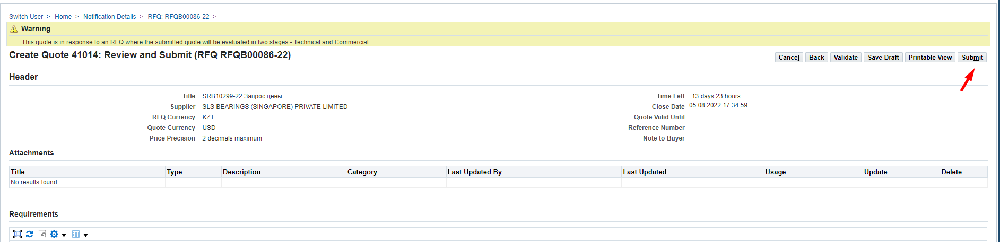 Switch User > Home > Notification Details > RFQ: RFQB00086-22 >
Warning
This quote is in response to an RFQ where the submitted quote will be evaluated in two stages - Technical and Commercial.
Create Quote 41014: Review and Submit (RFQ RFQB00086-22)
Cancel Back Validate Save Draft Printable View Submit
Header
Title SRB10299-22 Запрос цены
Supplier SLS BEARINGS (SINGAPORE) PRIVATE LIMITED
RFQ Currency KZT
Quote Currency USD
Price Precision 2 decimals maximum
Time Left 13 days 23 hours
Close Date 05.08.2022 17:34:59
Quote Valid Until
Reference Number
Note to Buyer
Attachments
Title Type Description Category Last Updated By Last Updated Usage Update Delete
No results found.
Requirements